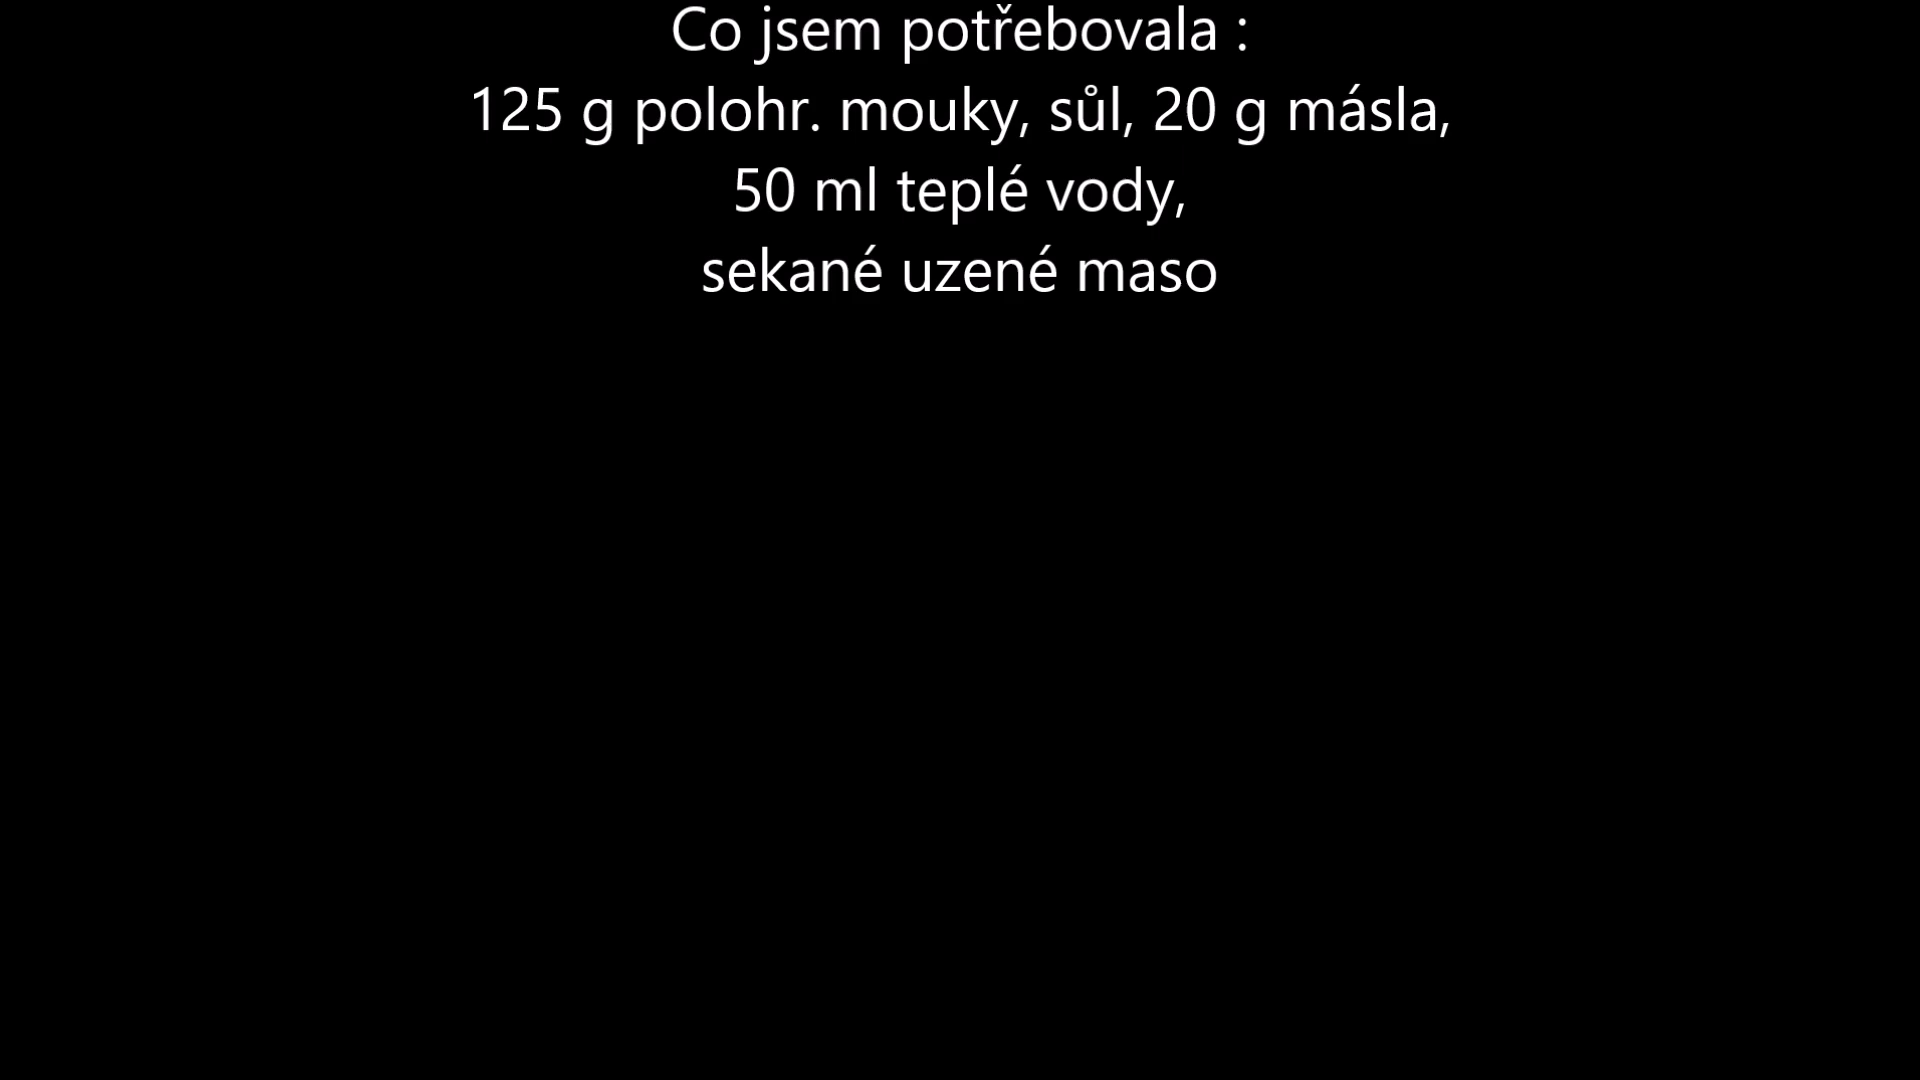 Co jsem potřebovala :
125 g polohr. mouky, sůl, 20 g másla,
50 ml teplé vody,
sekané uzené maso